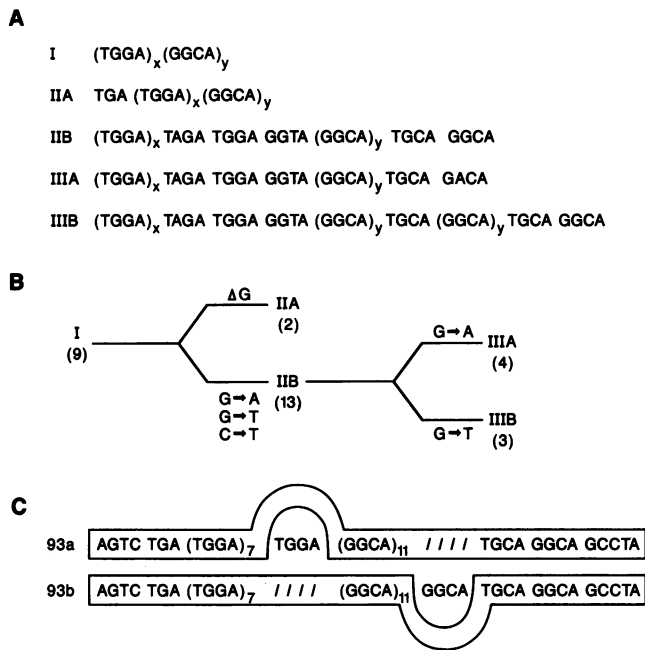 A
I (TGGA)x(GGCA)y
IIA TGA (TGGA)x(GGCA)y
IIB (TGGA)x TAGA TGGA GGTA (GGCA)y TGCA GGCA
IIIA (TGGA)x TAGA TGGA GGTA (GGCA)y TGCA GACA
IIIB (TGGA)x TAGA TGGA GGTA (GGCA)y TGCA (GGCA)y TGCA GGCA
B
ΔG IIA
(2)
I
(9)
IIB
(13)
G→A
G→T
C→T
G→A IIIA
(4)
G→T IIIB
(3)
C
93a AGTC TGA (TGGA)7 TGGA (GGCA)11 / / / / TGCA GGCA GCCTA
93b AGTC TGA (TGGA)7 / / / / (GGCA)11 GGCA TGCA GGCA GCCTA